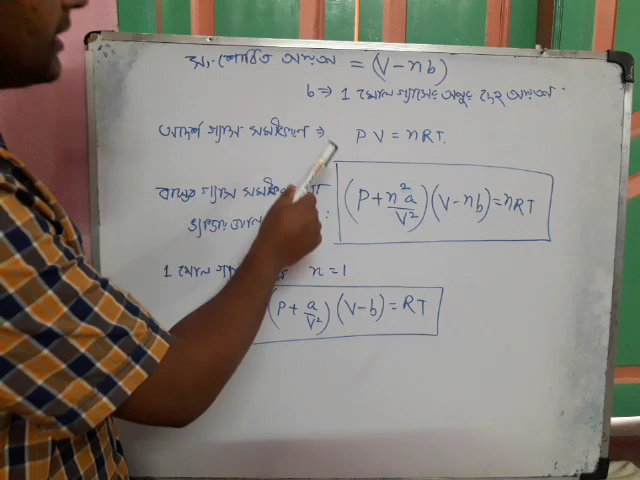 সংশোধিত আয়তন = (V - nb)
b ⇒ 1 মোল গ্যাসের অণুর দেহ আয়তন.
আদর্শ গ্যাস সমীকরণ ⇒ PV = nRT.
বাস্তব গ্যাস সমীকরণ (P + n²a/V²)(V - nb) = nRT
1 মোল n = 1
(P + a/V²)(V - b) = RT